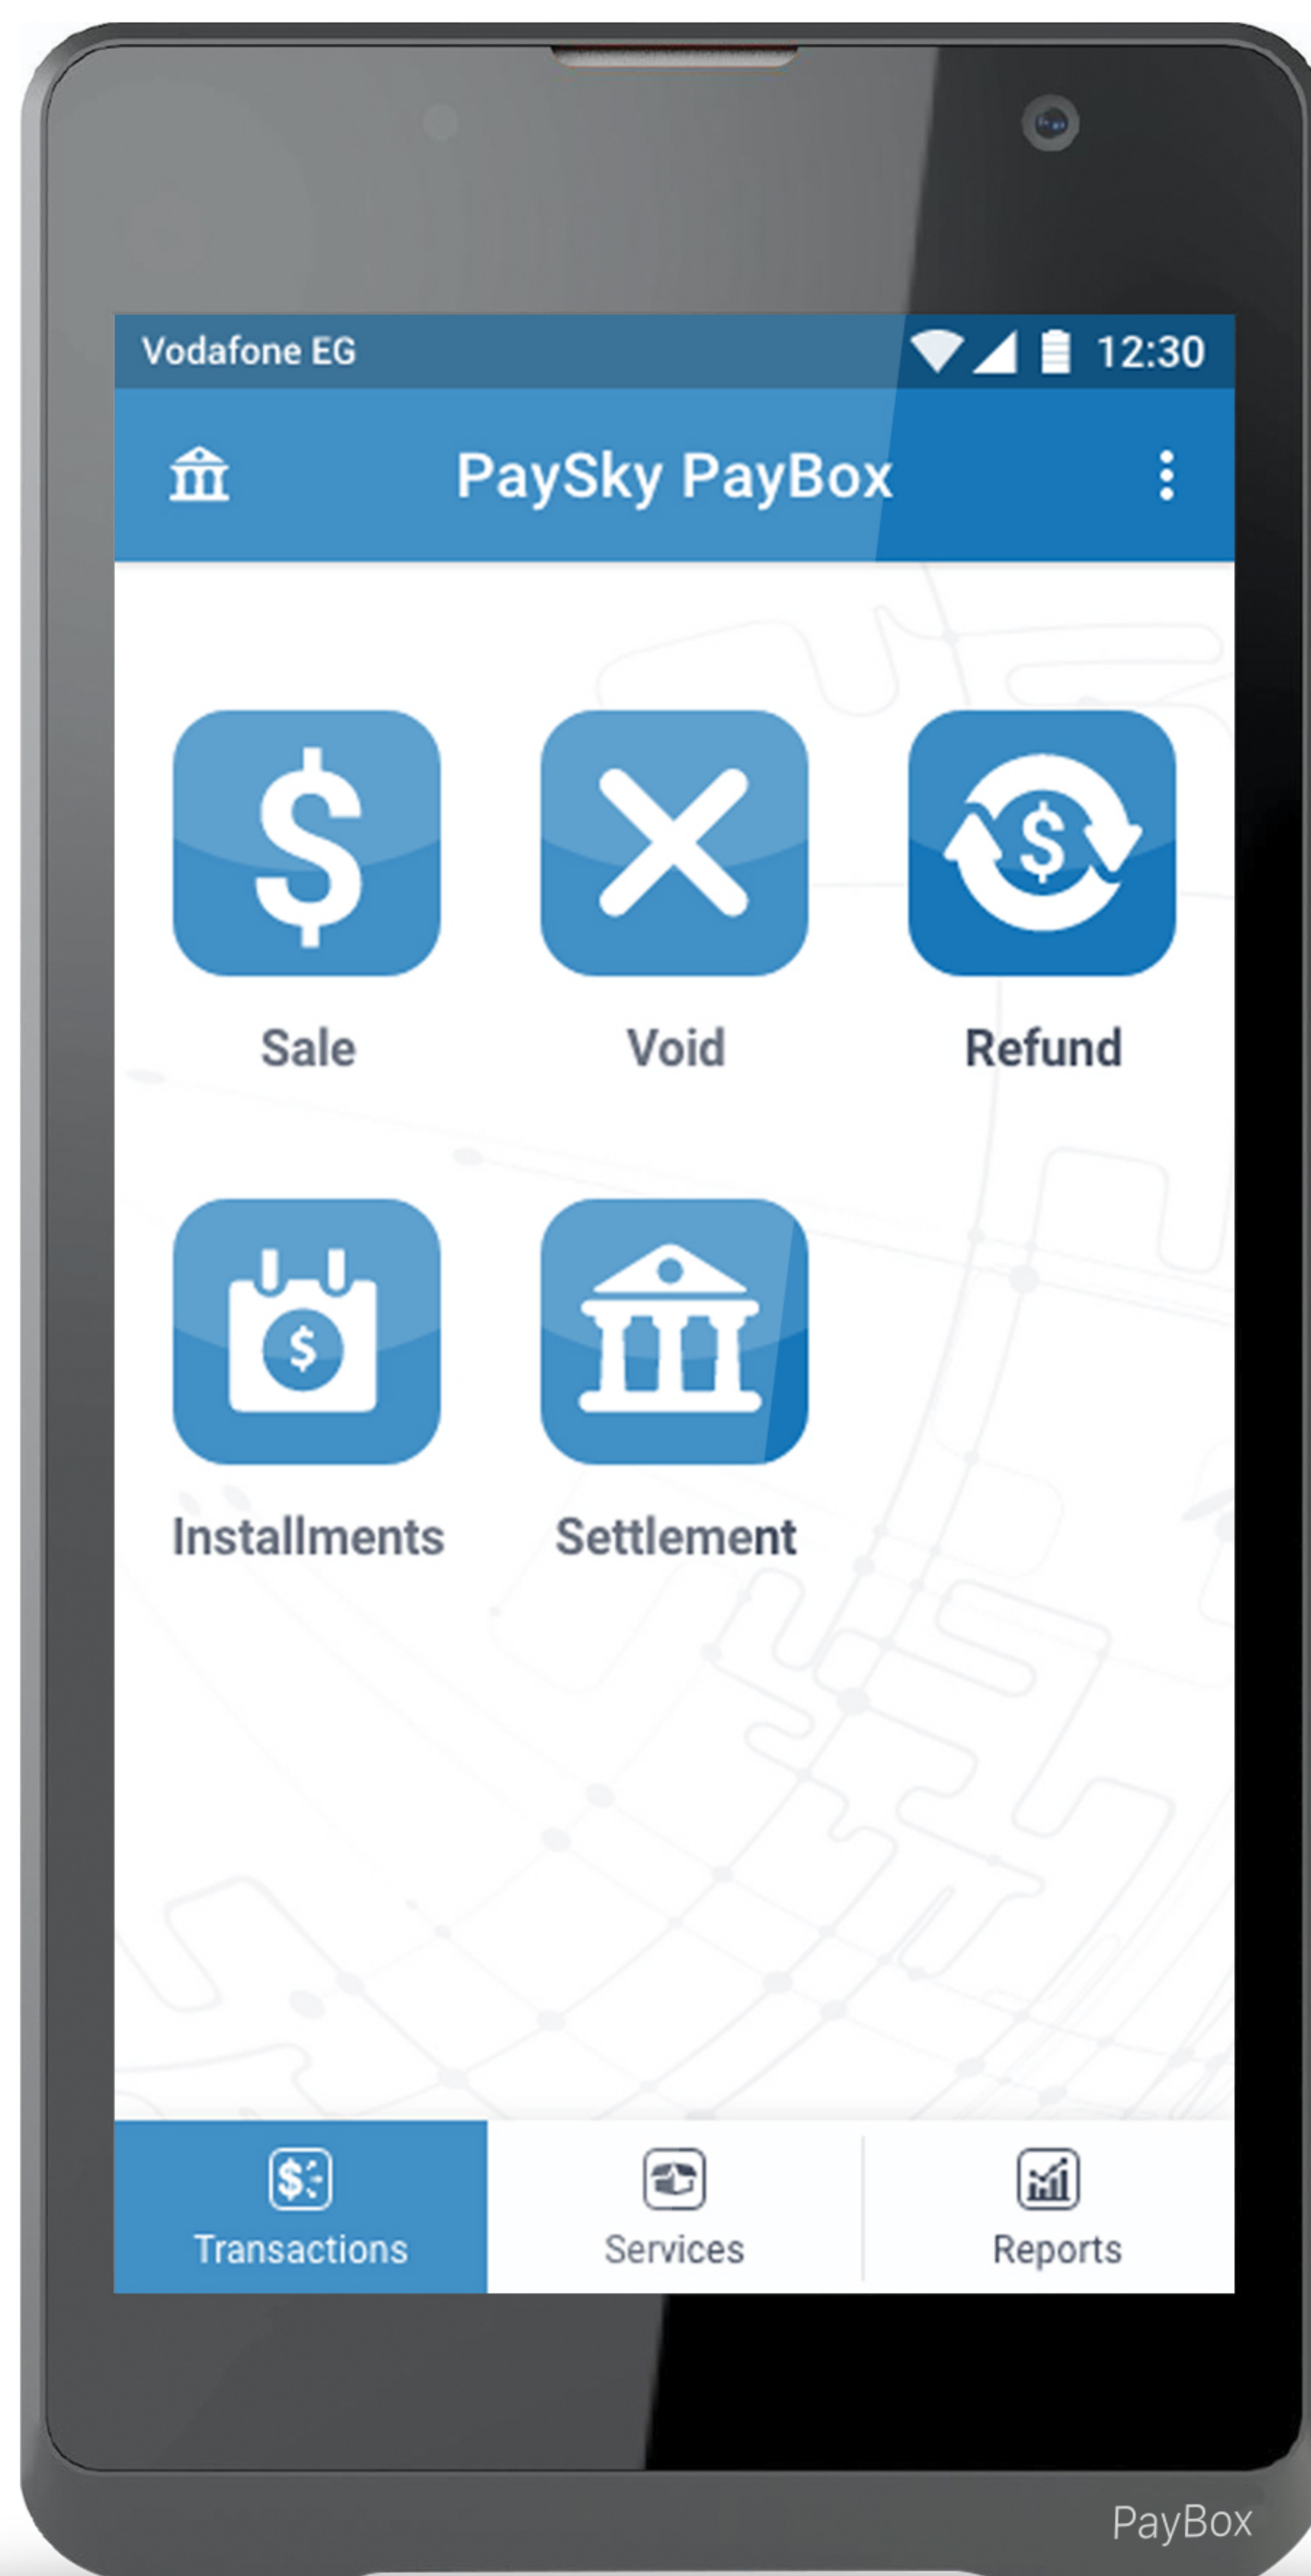 Vodafone EG 12:30
PaySky PayBox
Sale Void Refund
Installments Settlement
Transactions Services Reports
PayBox